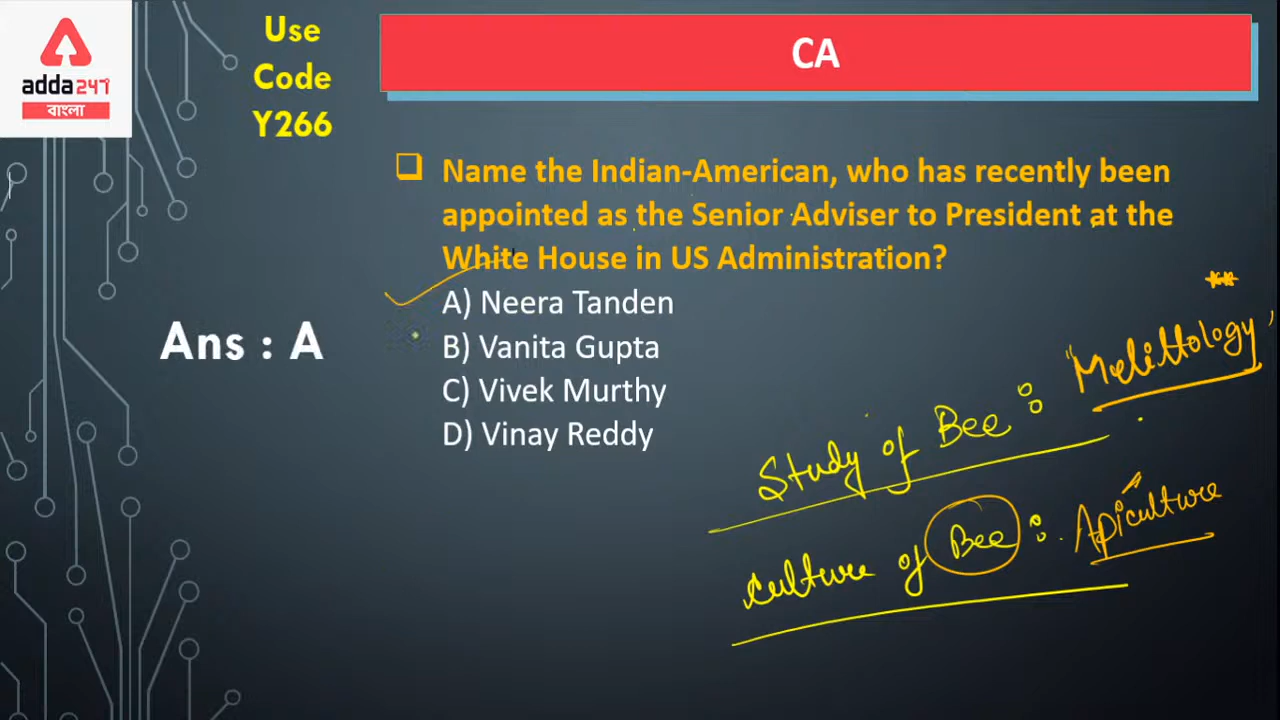 adda247
বাংলা
Use
Code
Y266
CA
Name the Indian-American, who has recently been
appointed as the Senior Adviser to President at the
White House in US Administration?
A) Neera Tanden
B) Vanita Gupta
C) Vivek Murthy
D) Vinay Reddy
Ans : A
Study of Bee : "Melittology"
culture of Bee : Apiculture